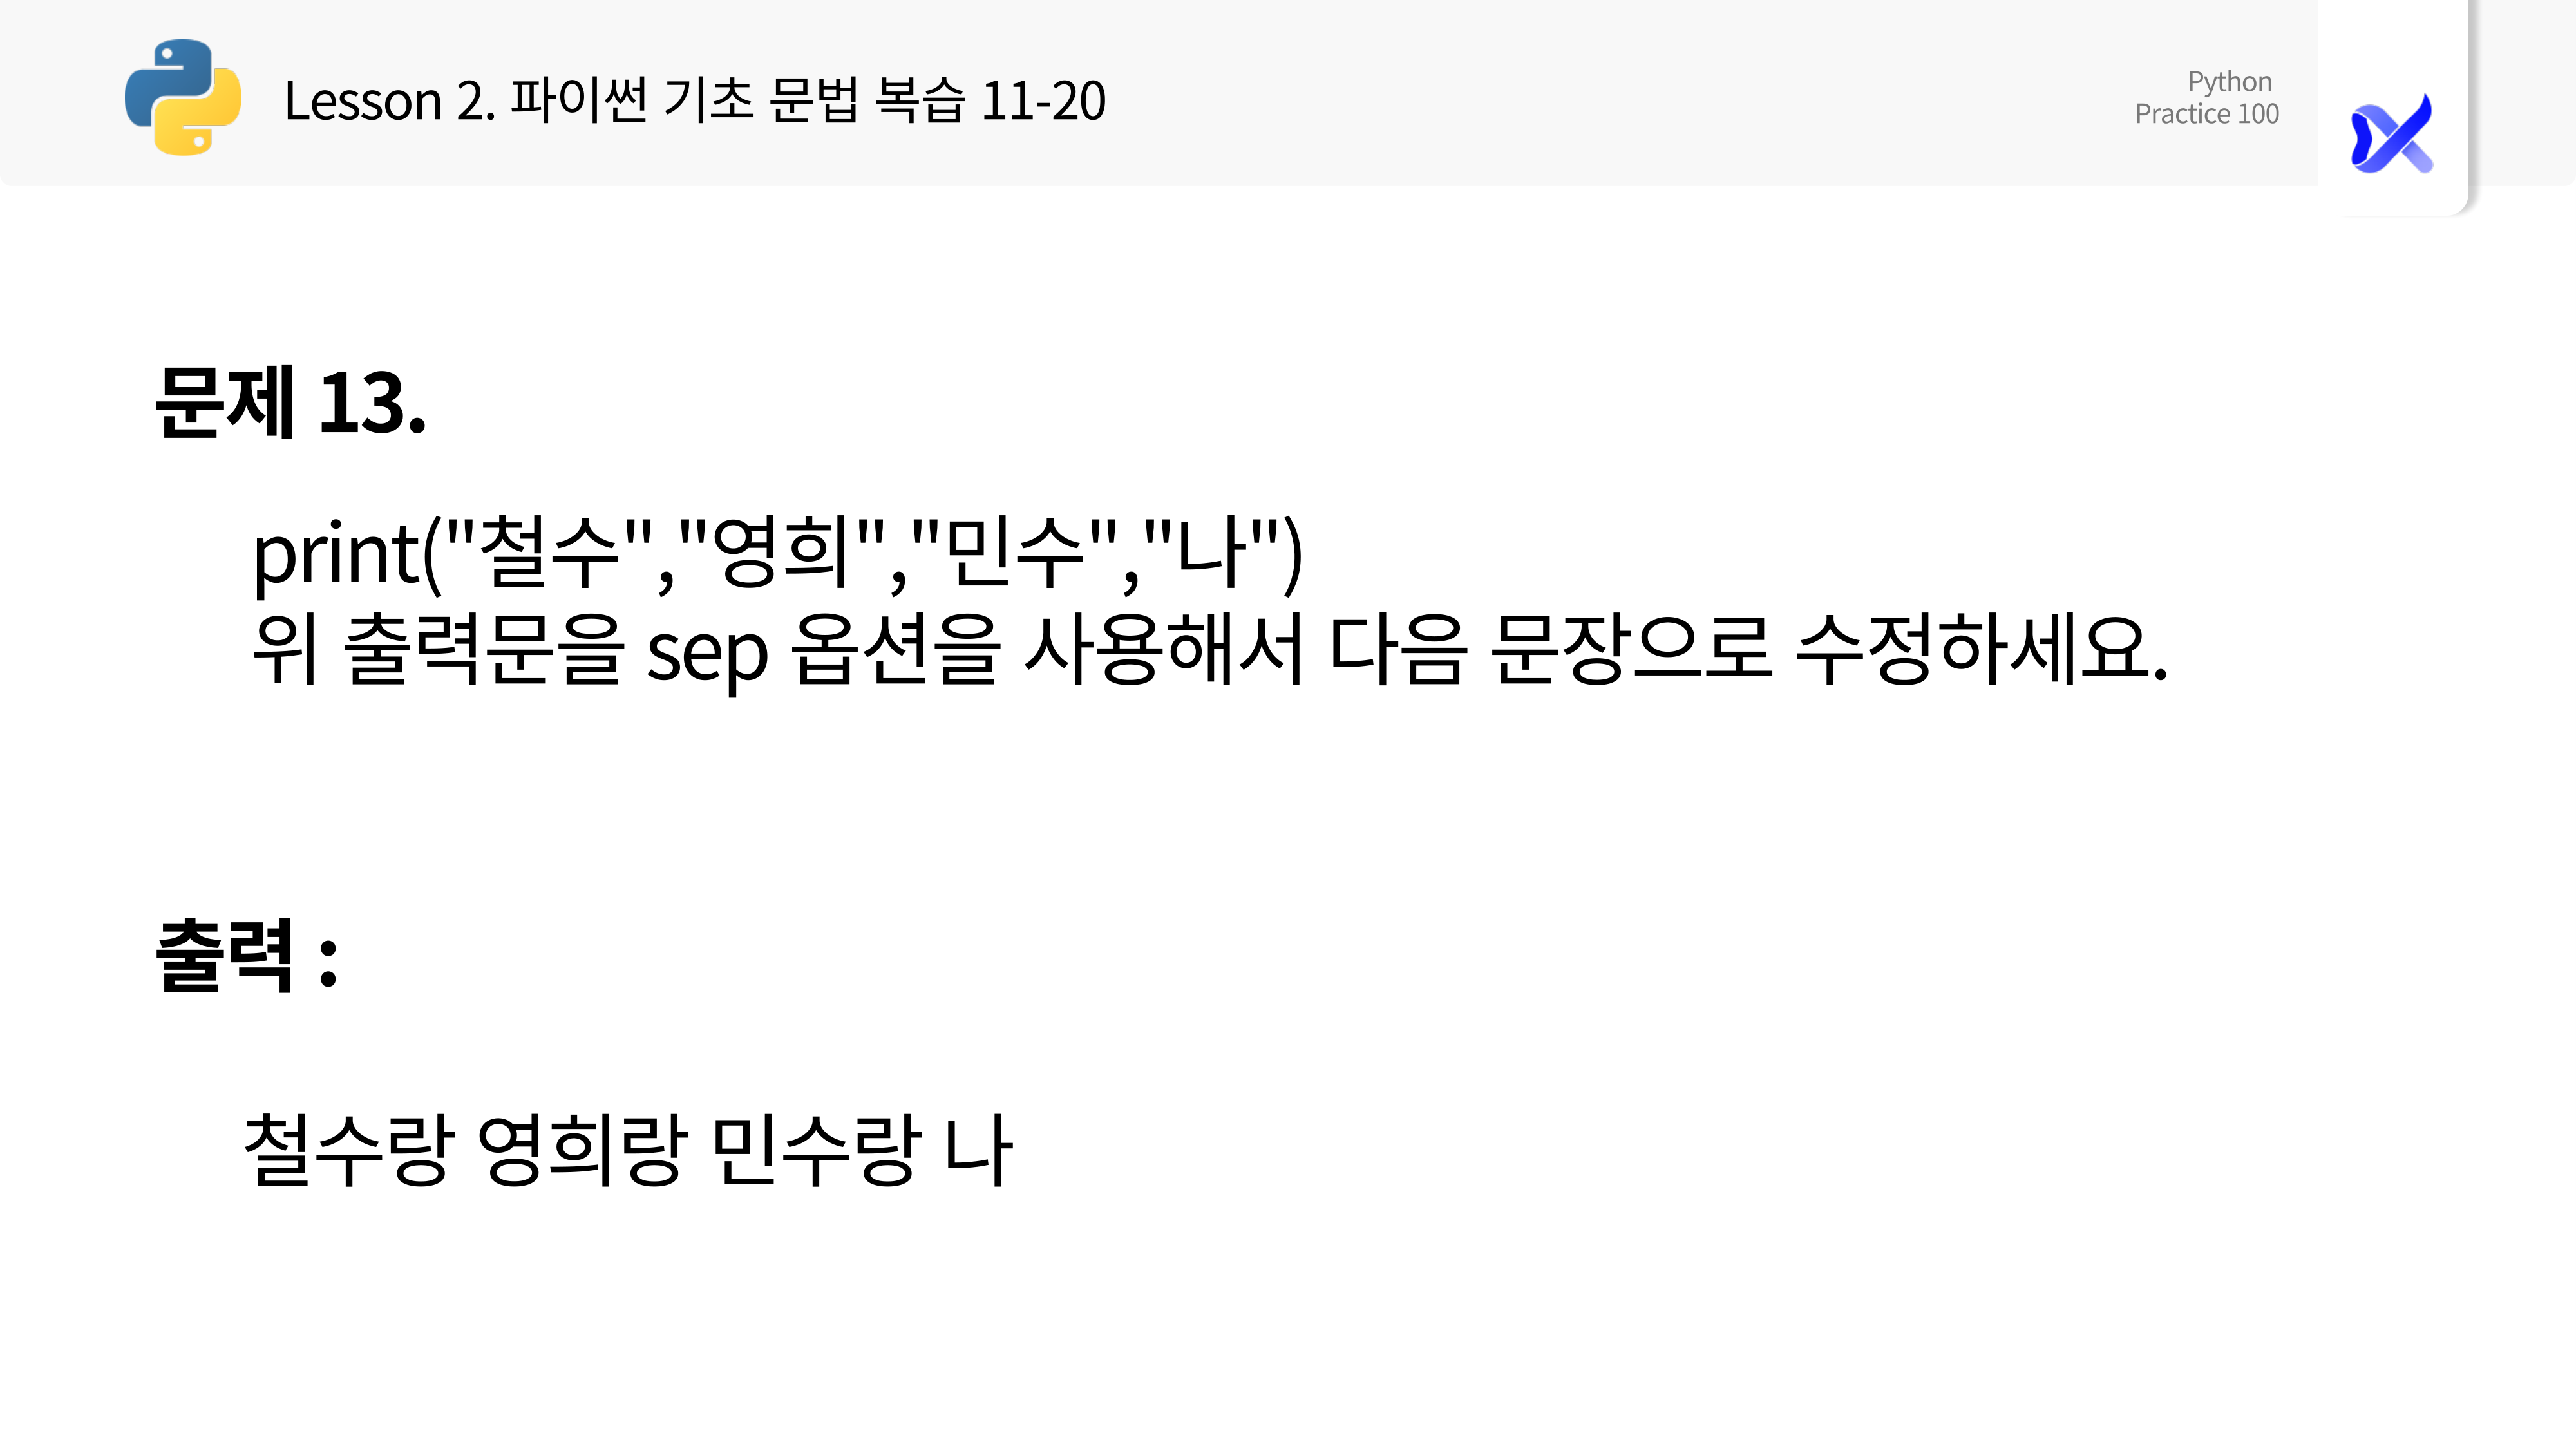 Lesson 2. 파이썬 기초 문법 복습 11-20
Python
Practice 100
문제 13.
print("철수","영희","민수","나")
위 출력문을 sep 옵션을 사용해서 다음 문장으로 수정하세요.
출력 :
철수랑 영희랑 민수랑 나